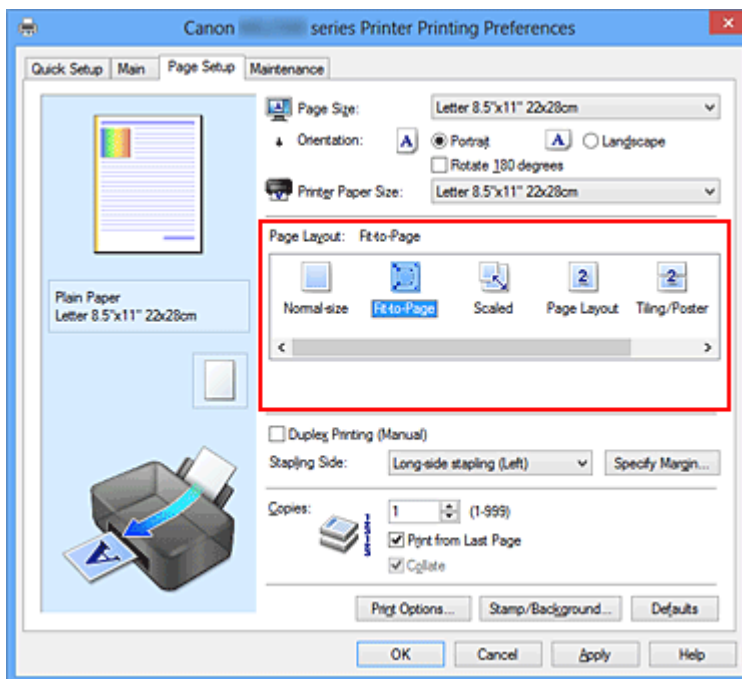 Canon series Printer Printing Preferences
Quick Setup Main Page Setup Maintenance
Page Size: Letter 8.5"x11" 22x28cm
Orientation: A Portrait A Landscape
Rotate 180 degrees
Printer Paper Size: Letter 8.5"x11" 22x28cm
Page Layout: Fit-to-Page
Normal-size Fit-to-Page Scaled 2 Page Layout 2 Tiling/Poster
Plain Paper
Letter 8.5"x11" 22x28cm
Duplex Printing (Manual)
Stapling Side: Long-side stapling (Left) Specify Margin...
Copies: 1 (1-999)
Print from Last Page
Collate
A
Print Options... Stamp/Background... Defaults
OK Cancel Apply Help